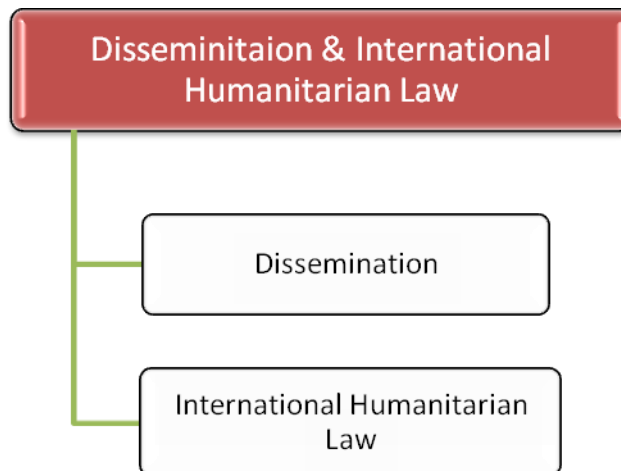 Disseminitaion & International
Humanitarian Law
Dissemination
International Humanitarian
Law